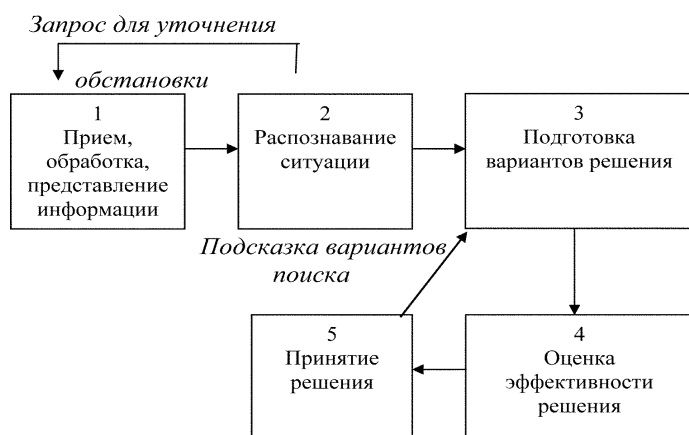 Запрос для уточнения
обстановки
1
Прием,
обработка,
представление
информации
2
Распознавание
ситуации
3
Подготовка
вариантов решения
Подсказка вариантов
поиска
5
Принятие
решения
4
Оценка
эффективности
решения